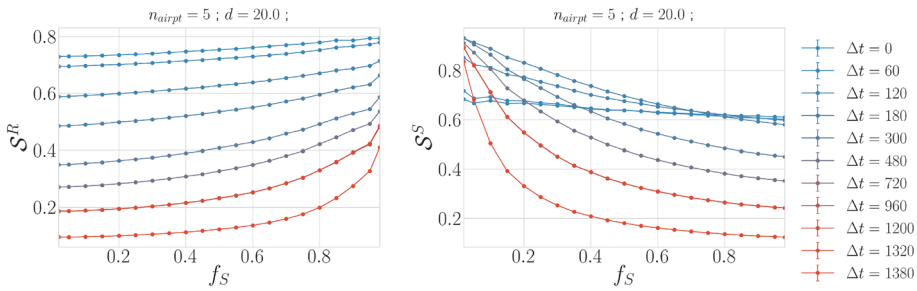 n_airpt = 5 ; d = 20.0 ;
0.8
0.6
0.4
0.2
S^R
0.2 0.4 0.6 0.8
f_S
n_airpt = 5 ; d = 20.0 ;
0.8
0.6
0.4
0.2
S^S
0.2 0.4 0.6 0.8
f_S
Δt = 0
Δt = 60
Δt = 120
Δt = 180
Δt = 300
Δt = 480
Δt = 720
Δt = 960
Δt = 1200
Δt = 1320
Δt = 1380